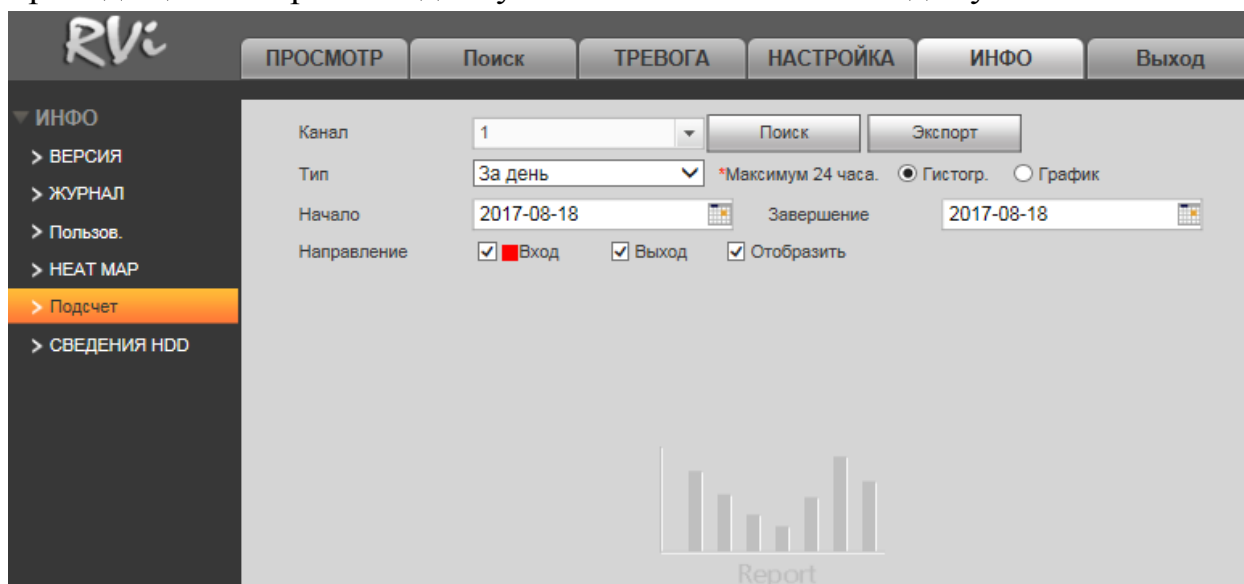 RVi
ПРОСМОТР Поиск ТРЕВОГА НАСТРОЙКА ИНФО Выход
ИНФО
> ВЕРСИЯ
> ЖУРНАЛ
> Пользов.
> HEAT MAP
> Подсчет
> СВЕДЕНИЯ HDD
Канал 1 Поиск Экспорт
Тип За день *Максимум 24 часа. Гистогр. График
Начало 2017-08-18 Завершение 2017-08-18
Направление Вход Выход Отобразить
Report